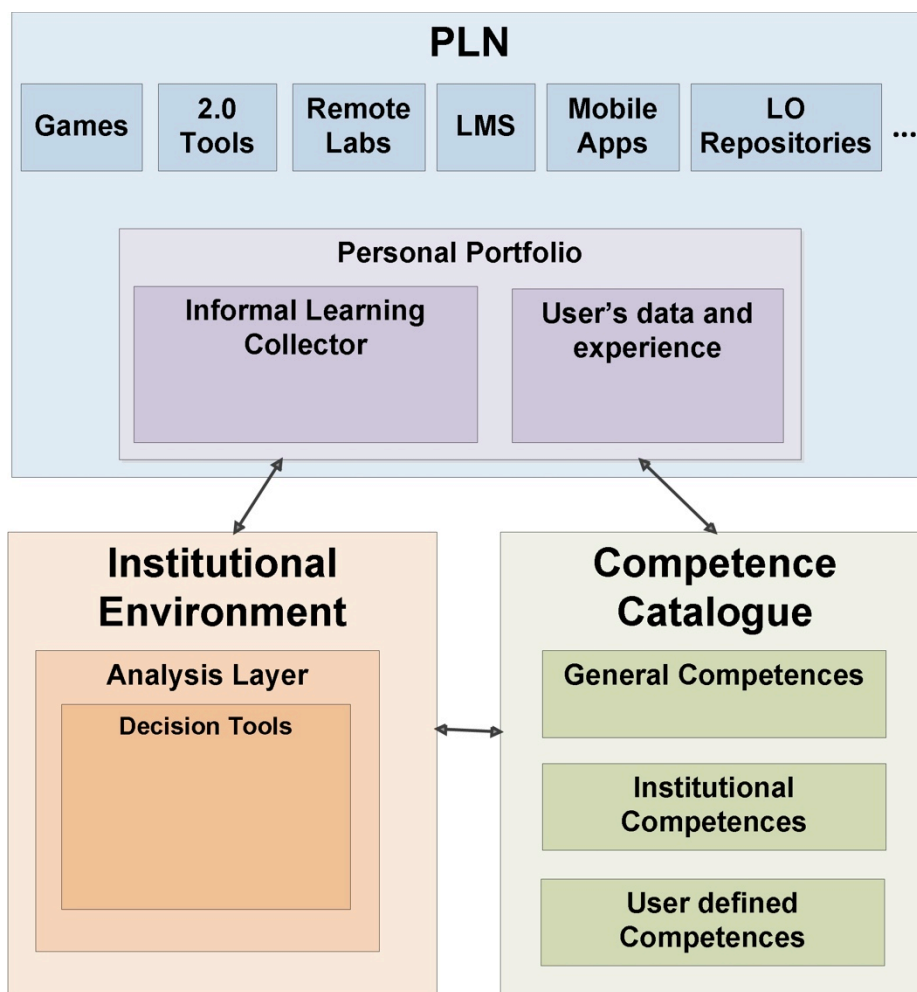 PLN
Games
2.0
Tools
Remote
Labs
LMS
Mobile
Apps
LO
Repositories
...
Personal Portfolio
Informal Learning
Collector
User’s data and
experience
Institutional
Environment
Analysis Layer
Decision Tools
Competence
Catalogue
General Competences
Institutional
Competences
User defined
Competences